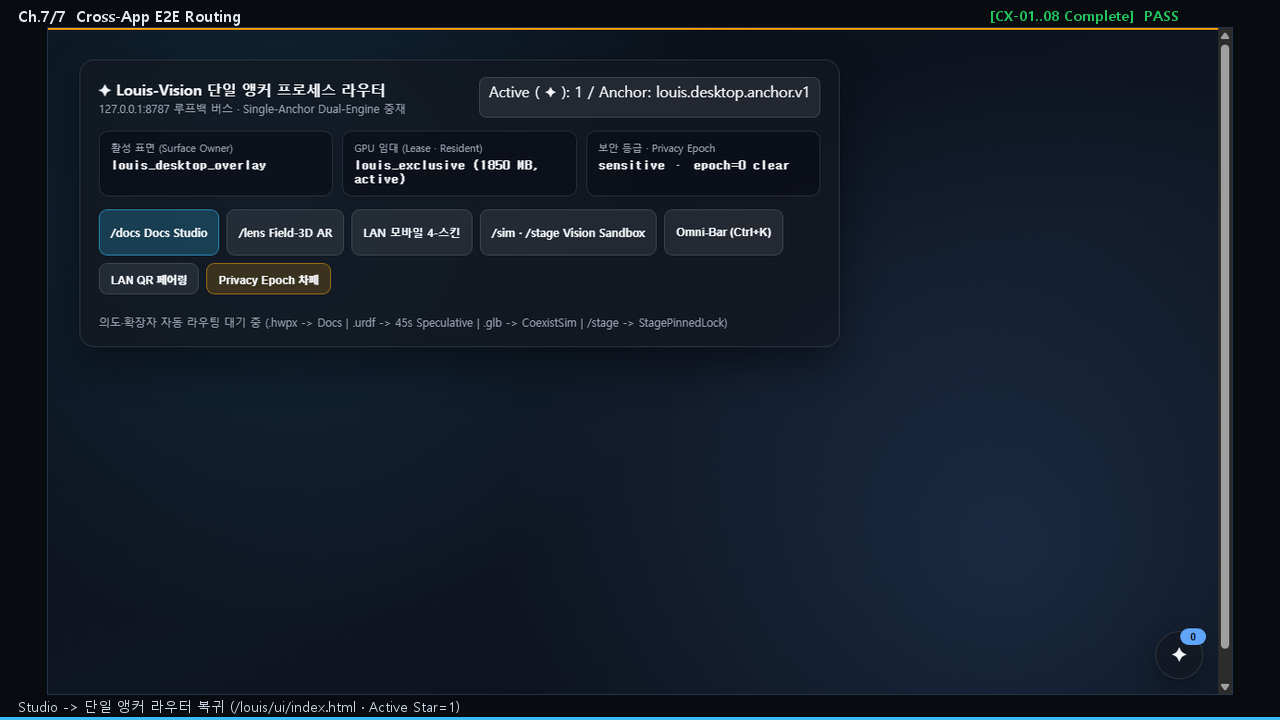 Ch.7/7 Cross-App E2E Routing
[CX-01..08 Complete] PASS
✦ Louis-Vision 단일 앵커 프로세스 라우터
127.0.0.1:8787 루프백 버스 · Single-Anchor Dual-Engine 중재
Active ( ✦ ): 1 / Anchor: louis.desktop.anchor.v1
활성 표면 (Surface Owner)
louis_desktop_overlay
GPU 임대 (Lease · Resident)
louis_exclusive (1850 MB,
active)
보안 등급 · Privacy Epoch
sensitive · epoch=0 clear
/docs Docs Studio
/lens Field-3D AR
LAN 모바일 4-스킨
/sim · /stage Vision Sandbox
Omni-Bar (Ctrl+K)
LAN QR 페어링
Privacy Epoch 차폐
의도·확장자 자동 라우팅 대기 중 (.hwpx -> Docs | .urdf -> 45s Speculative | .glb -> CoexistSim | /stage -> StagePinnedLock)
0
✦
Studio -> 단일 앵커 라우터 복귀 (/louis/ui/index.html · Active Star=1)